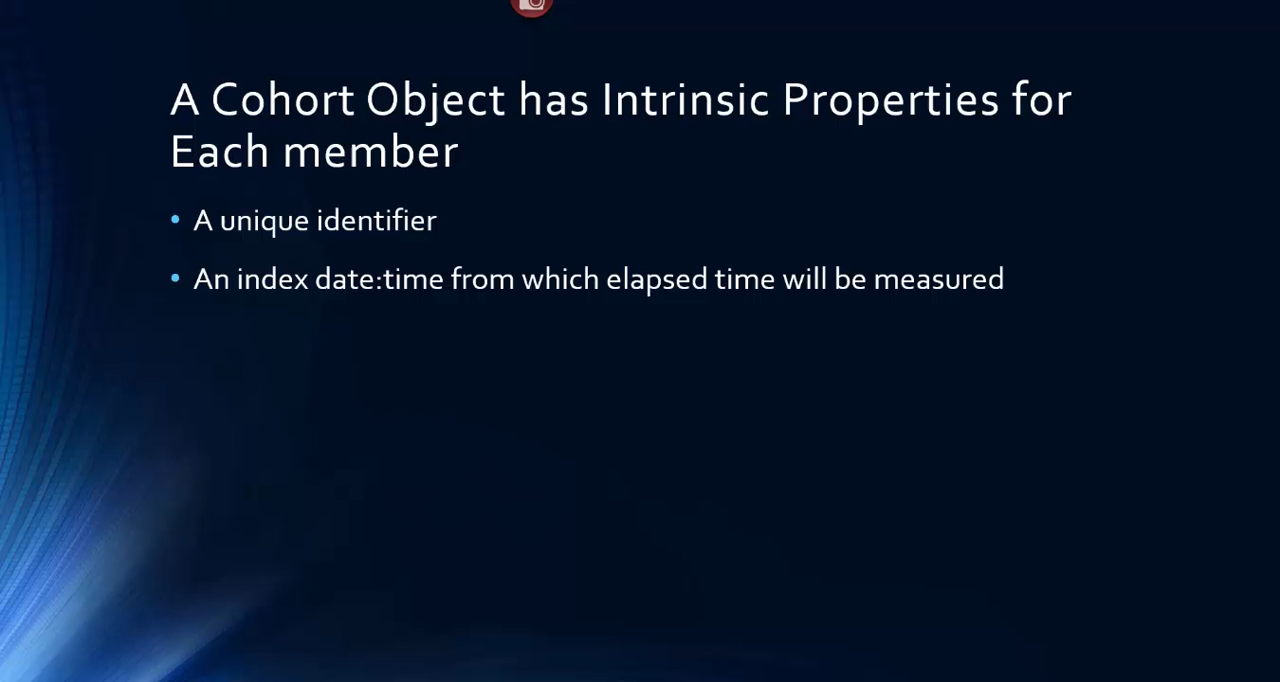 A Cohort Object has Intrinsic Properties for
Each member
• A unique identifier
• An index date:time from which elapsed time will be measured